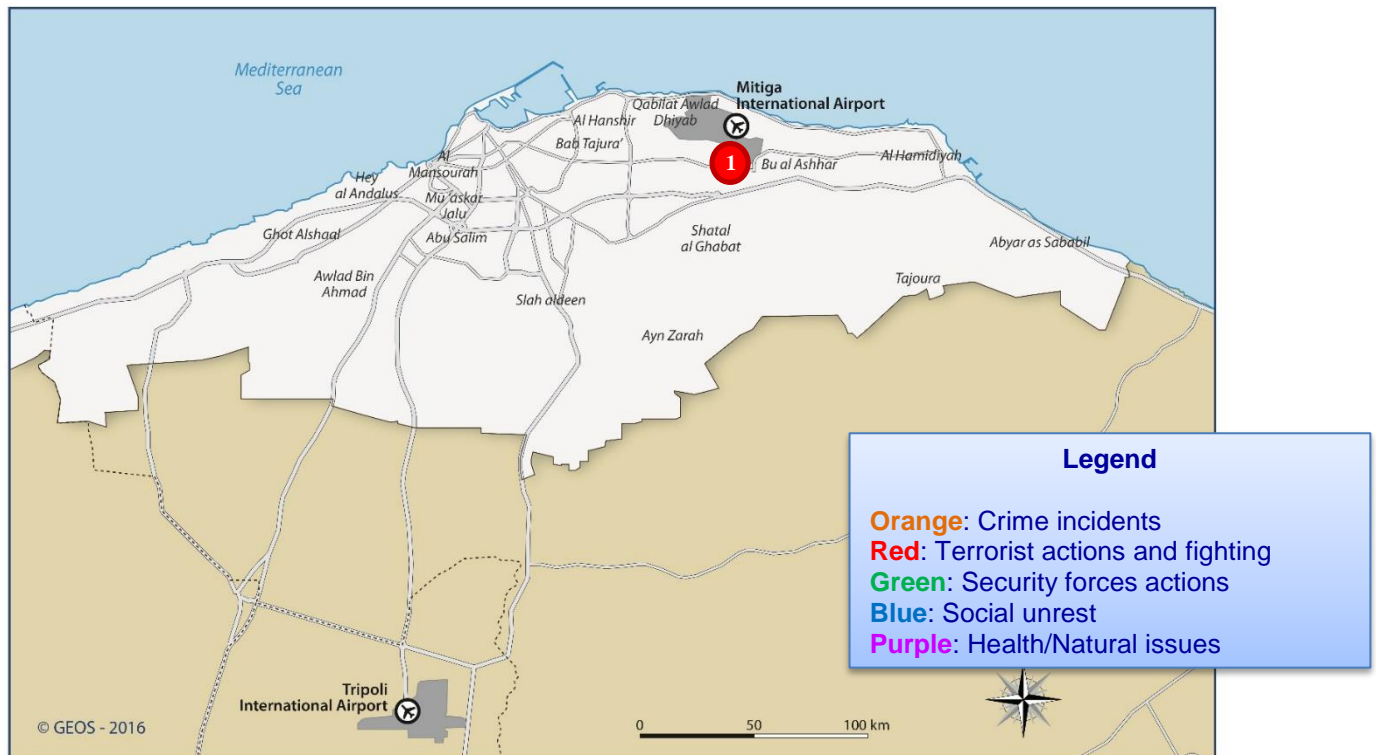 Mediterranean
Sea
Mitiga
International Airport
Qabilat Awlad
Dhiyab
Al Hanshir
Bab Tajura'
1
Bu al Ashhar
Al Hamidiyah
Al
Mansourah
Hey
al Andalus
Mu'askar
Jalu
Ghot Alshaal
Abu Salim
Shatal
al Ghabat
Abyar as Sababil
Awlad Bin
Ahmad
Slah aldeen
Tajoura
Ayn Zarah
Legend
Orange: Crime incidents
Red: Terrorist actions and fighting
Green: Security forces actions
Blue: Social unrest
Purple: Health/Natural issues
Tripoli
International Airport
© GEOS - 2016
0 50 100 km